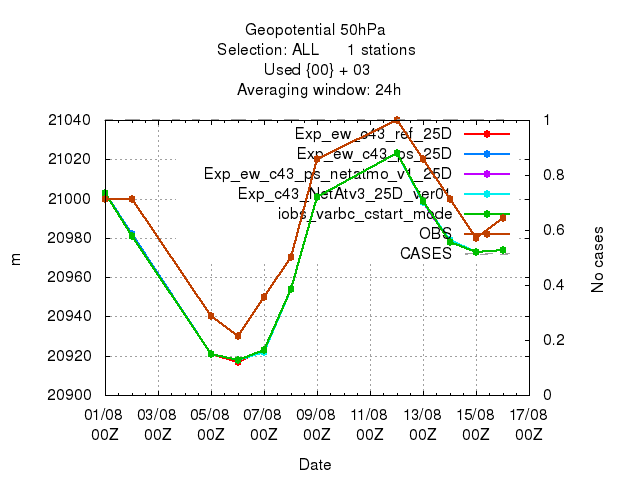 Geopotential 50hPa
Selection: ALL 1 stations
Used {00} + 03
Averaging window: 24h
21040
21020
21000
20980
20960
20940
20920
20900
m
1
0.8
0.6
0.4
0.2
0
No cases
Exp_ew_c43_ref_25D
Exp_ew_c43_ps_25D
Exp_ew_c43_ps_netatmo_v1_25D
Exp_c43_NetAtv3_25D_ver01
iobs_varbc_cstart_mode
OBS
CASES
01/08 03/08 05/08 07/08 09/08 11/08 13/08 15/08 17/08
00Z 00Z 00Z 00Z 00Z 00Z 00Z 00Z 00Z
Date